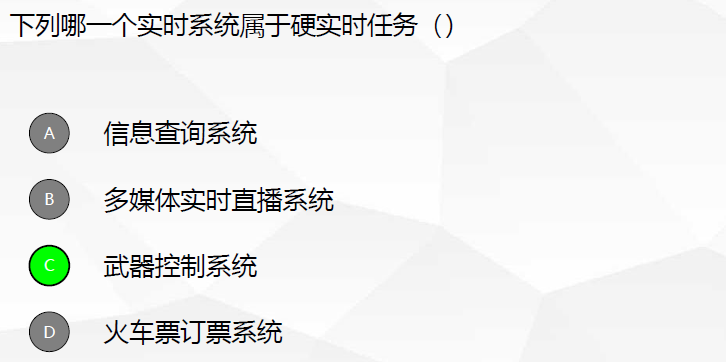 下列哪一个实时系统属于硬实时任务（）
A 信息查询系统
B 多媒体实时直播系统
C 武器控制系统
D 火车票订票系统